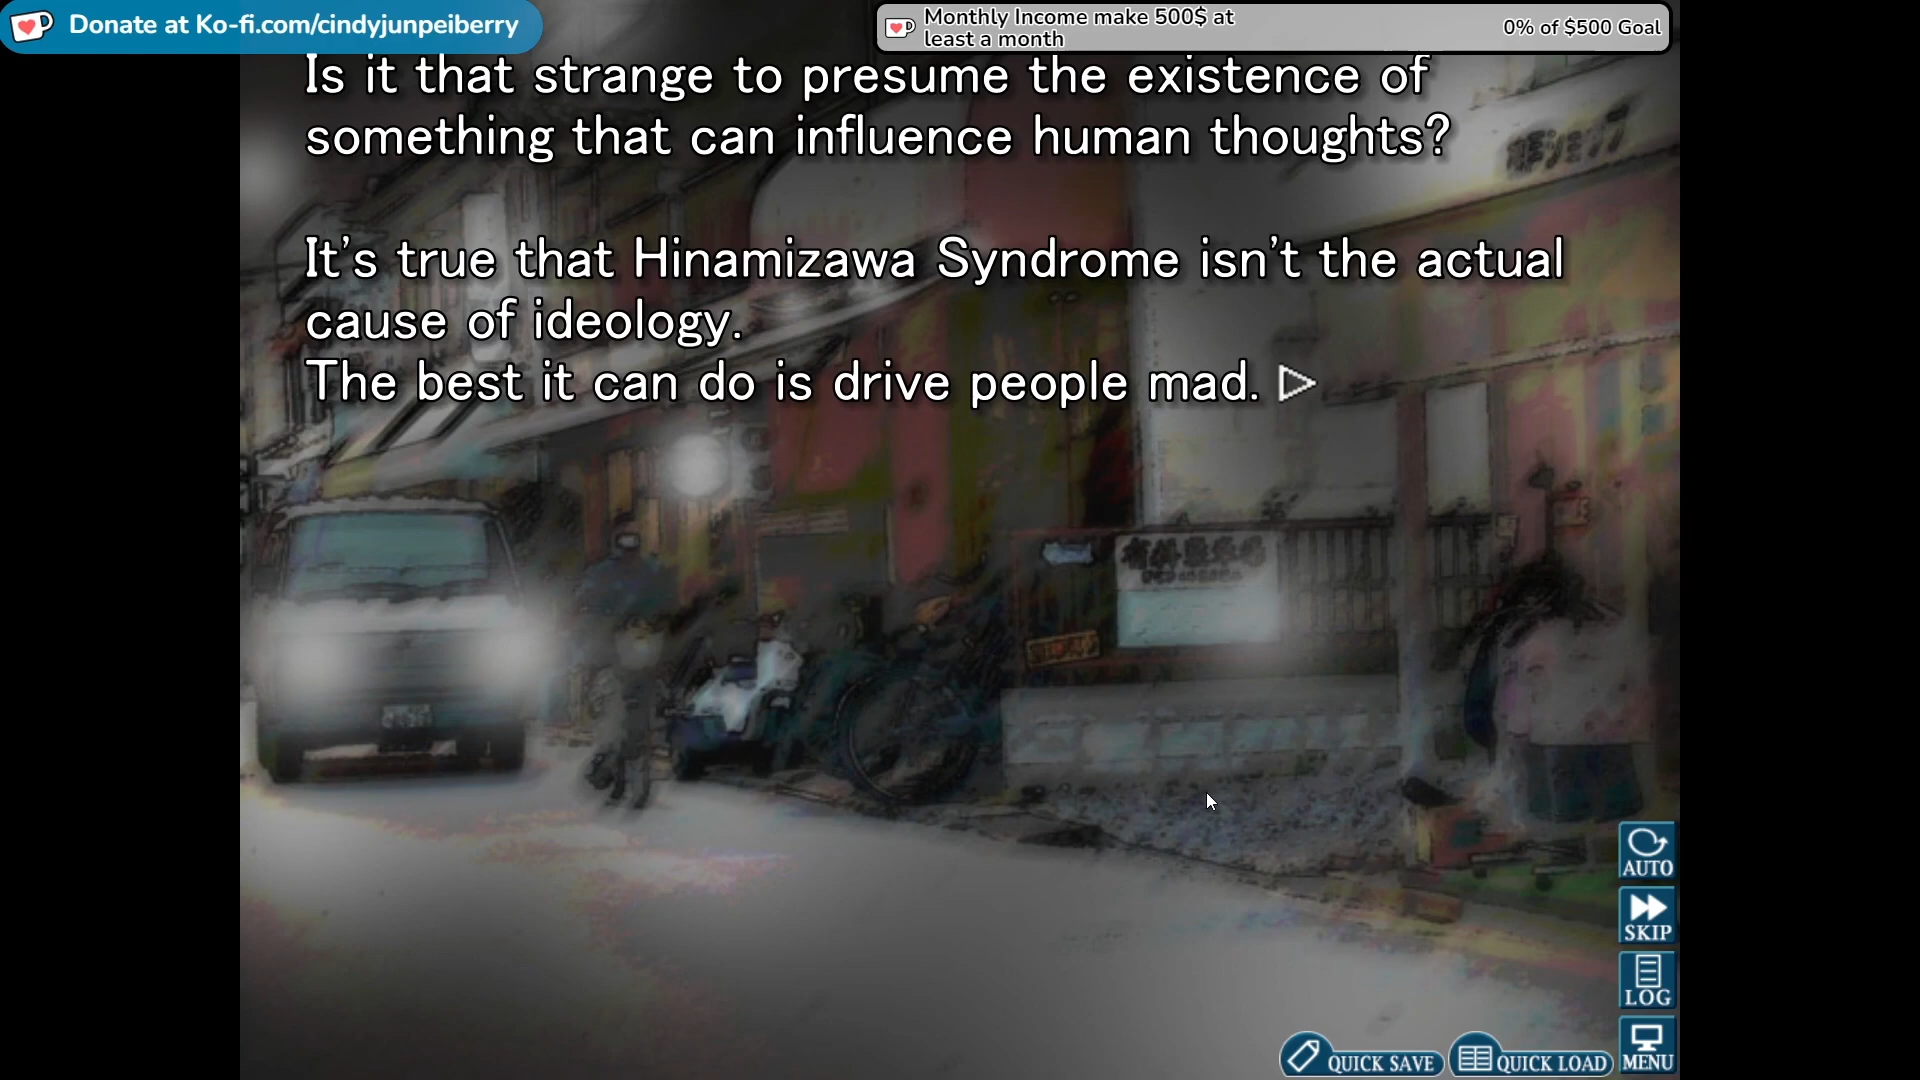 Donate at Ko-fi.com/cindyjunpeiberry
Monthly Income make 500$ at
least a month
0% of $500 Goal
Is it that strange to presume the existence of
something that can influence human thoughts?
It's true that Hinamizawa Syndrome isn't the actual
cause of ideology.
The best it can do is drive people mad.
AUTO
SKIP
LOG
MENU
QUICK SAVE
QUICK LOAD